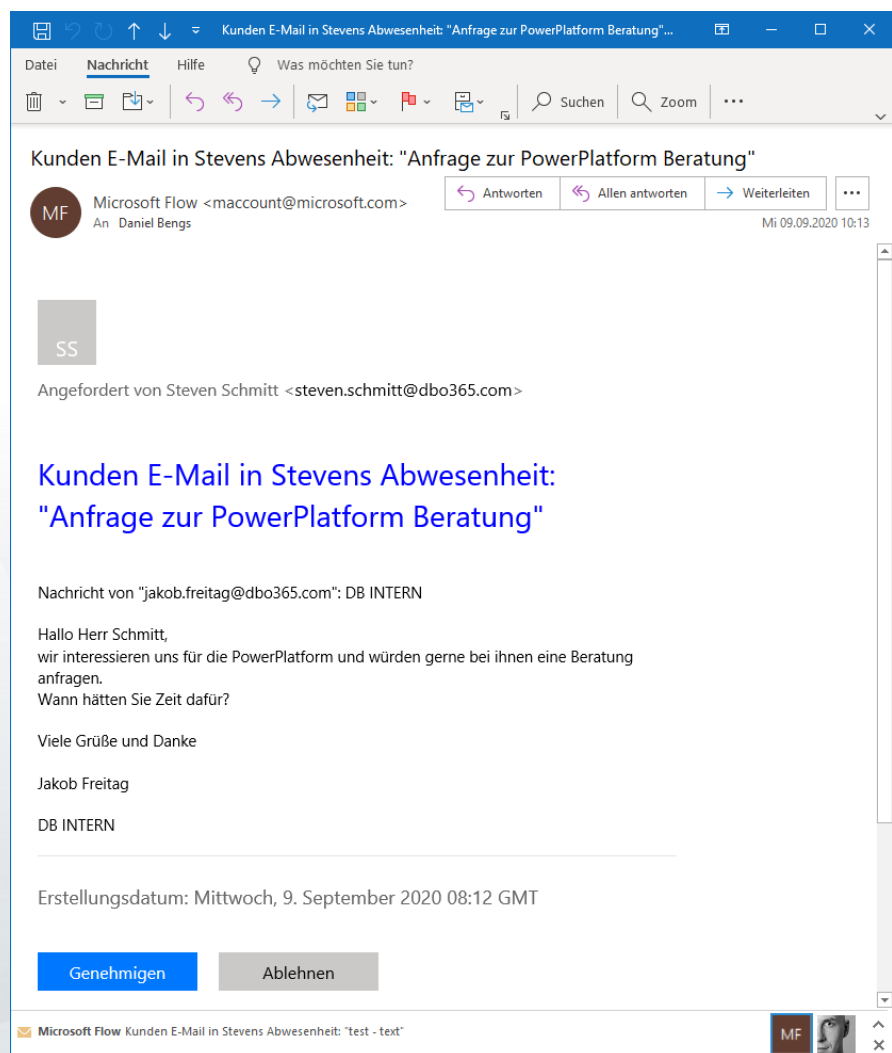 Kunden E-Mail in Stevens Abwesenheit: "Anfrage zur PowerPlatform Beratung"...
Datei Nachricht Hilfe Was möchten Sie tun?
Suchen Zoom
Kunden E-Mail in Stevens Abwesenheit: "Anfrage zur PowerPlatform Beratung"
Antworten Allen antworten Weiterleiten
MF
Microsoft Flow <maccount@microsoft.com>
An Daniel Bengs
Mi 09.09.2020 10:13
SS
Angefordert von Steven Schmitt <steven.schmitt@dbo365.com>
Kunden E-Mail in Stevens Abwesenheit:
"Anfrage zur PowerPlatform Beratung"
Nachricht von "jakob.freitag@dbo365.com": DB INTERN
Hallo Herr Schmitt,
wir interessieren uns für die PowerPlatform und würden gerne bei ihnen eine Beratung
anfragen.
Wann hätten Sie Zeit dafür?
Viele Grüße und Danke
Jakob Freitag
DB INTERN
Erstellungsdatum: Mittwoch, 9. September 2020 08:12 GMT
Genehmigen Ablehnen
Microsoft Flow Kunden E-Mail in Stevens Abwesenheit: "test - text"
MF